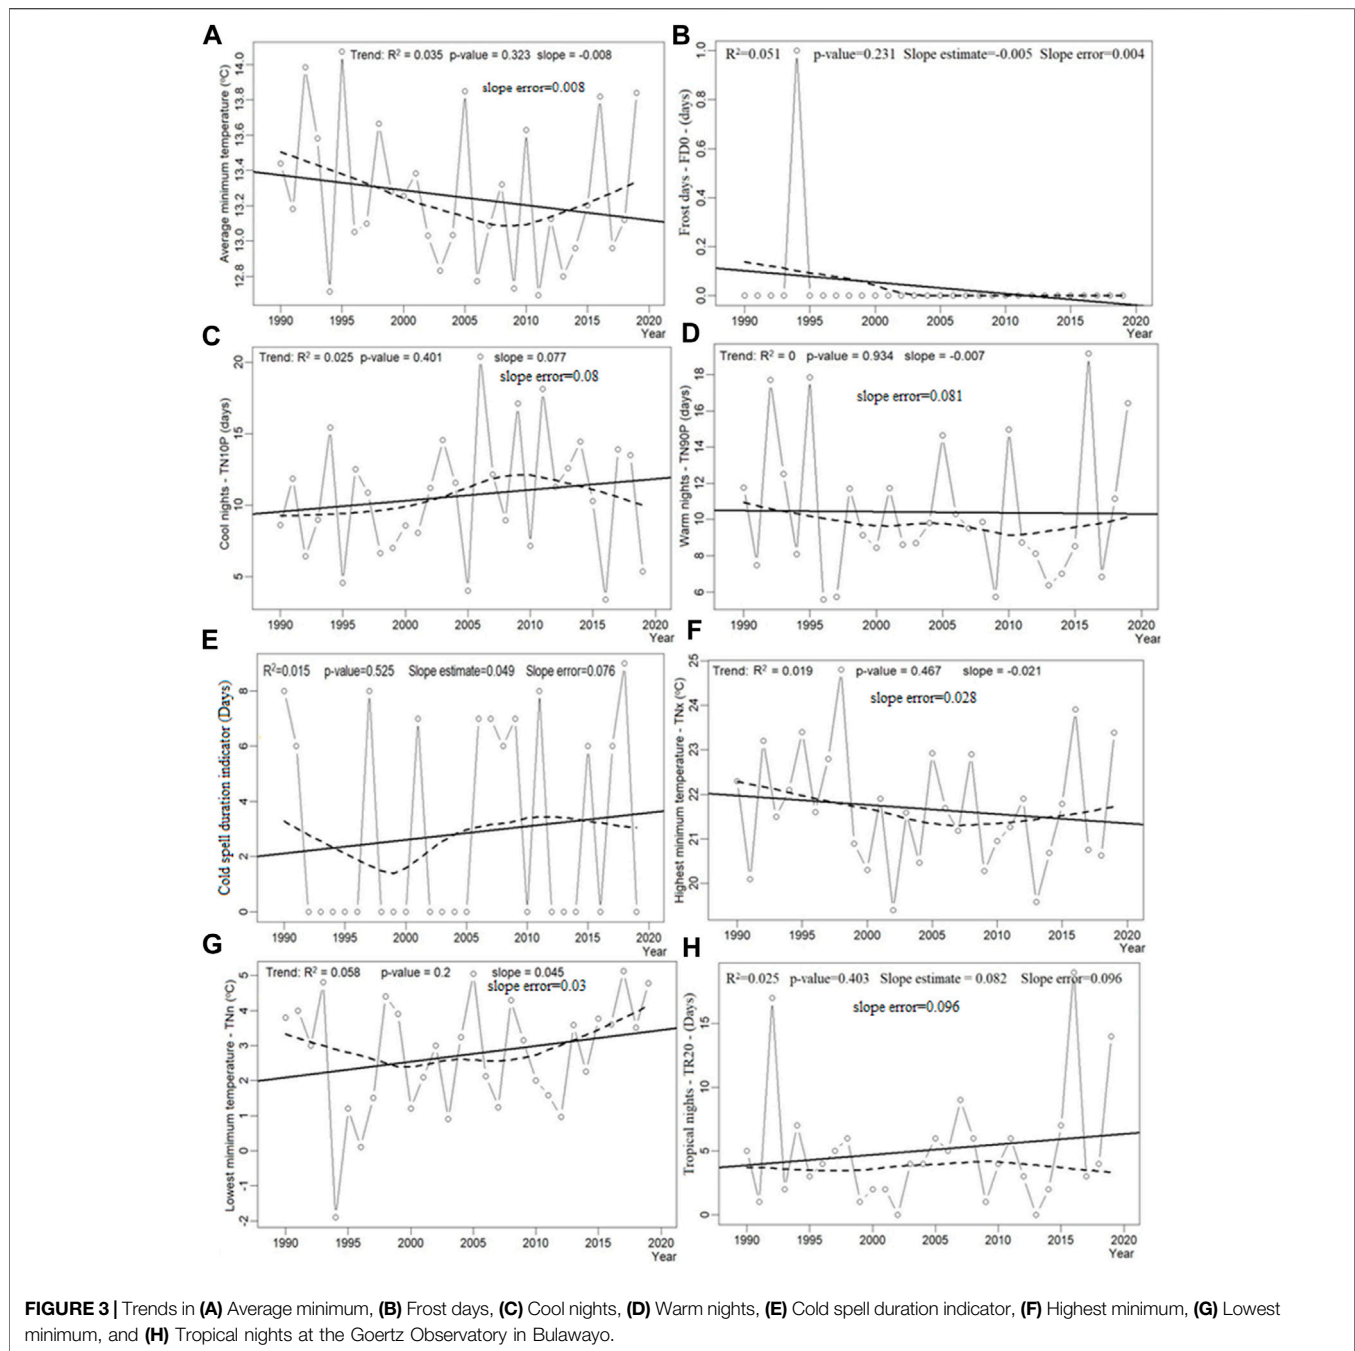 A
Trend: R² = 0.035 p-value = 0.323 slope = -0.008
slope error=0.008
Average minimum temperature (°C)
14.0
13.8
13.6
13.4
13.2
13.0
12.8
1990 1995 2000 2005 2010 2015 2020
Year
B
R²=0.051 p-value=0.231 Slope estimate=-0.005 Slope error=0.004
Frost days - FD0 - (days)
1.0
0.8
0.6
0.4
0.2
0.0
1990 1995 2000 2005 2010 2015 2020
Year
C
Trend: R² = 0.025 p-value = 0.401 slope = 0.077
slope error=0.08
Cool nights - TN10P (days)
20
15
10
5
1990 1995 2000 2005 2010 2015 2020
Year
D
Trend: R² = 0 p-value = 0.934 slope = -0.007
slope error=0.081
Warm nights - TN90P (days)
18
16
14
12
10
8
6
1990 1995 2000 2005 2010 2015 2020
Year
E
R²=0.015 p-value=0.525 Slope estimate=0.049 Slope error=0.076
Cold spell duration indicator (Days)
8
6
4
2
0
1990 1995 2000 2005 2010 2015 2020
Year
F
Trend: R² = 0.019 p-value = 0.467 slope = -0.021
slope error=0.028
Highest minimum temperature - TNx (°C)
25
24
23
22
21
20
1990 1995 2000 2005 2010 2015 2020
Year
G
Trend: R² = 0.058 p-value = 0.2 slope = 0.045
slope error=0.03
Lowest minimum temperature - TNn (°C)
5
4
3
2
1
0
-1
-2
1990 1995 2000 2005 2010 2015 2020
Year
H
R²=0.025 p-value=0.403 Slope estimate = 0.082 Slope error=0.096
slope error=0.096
Tropical nights - TR20 - (Days)
15
10
5
0
1990 1995 2000 2005 2010 2015 2020
Year
FIGURE 3 | Trends in (A) Average minimum, (B) Frost days, (C) Cool nights, (D) Warm nights, (E) Cold spell duration indicator, (F) Highest minimum, (G) Lowest
minimum, and (H) Tropical nights at the Goertz Observatory in Bulawayo.